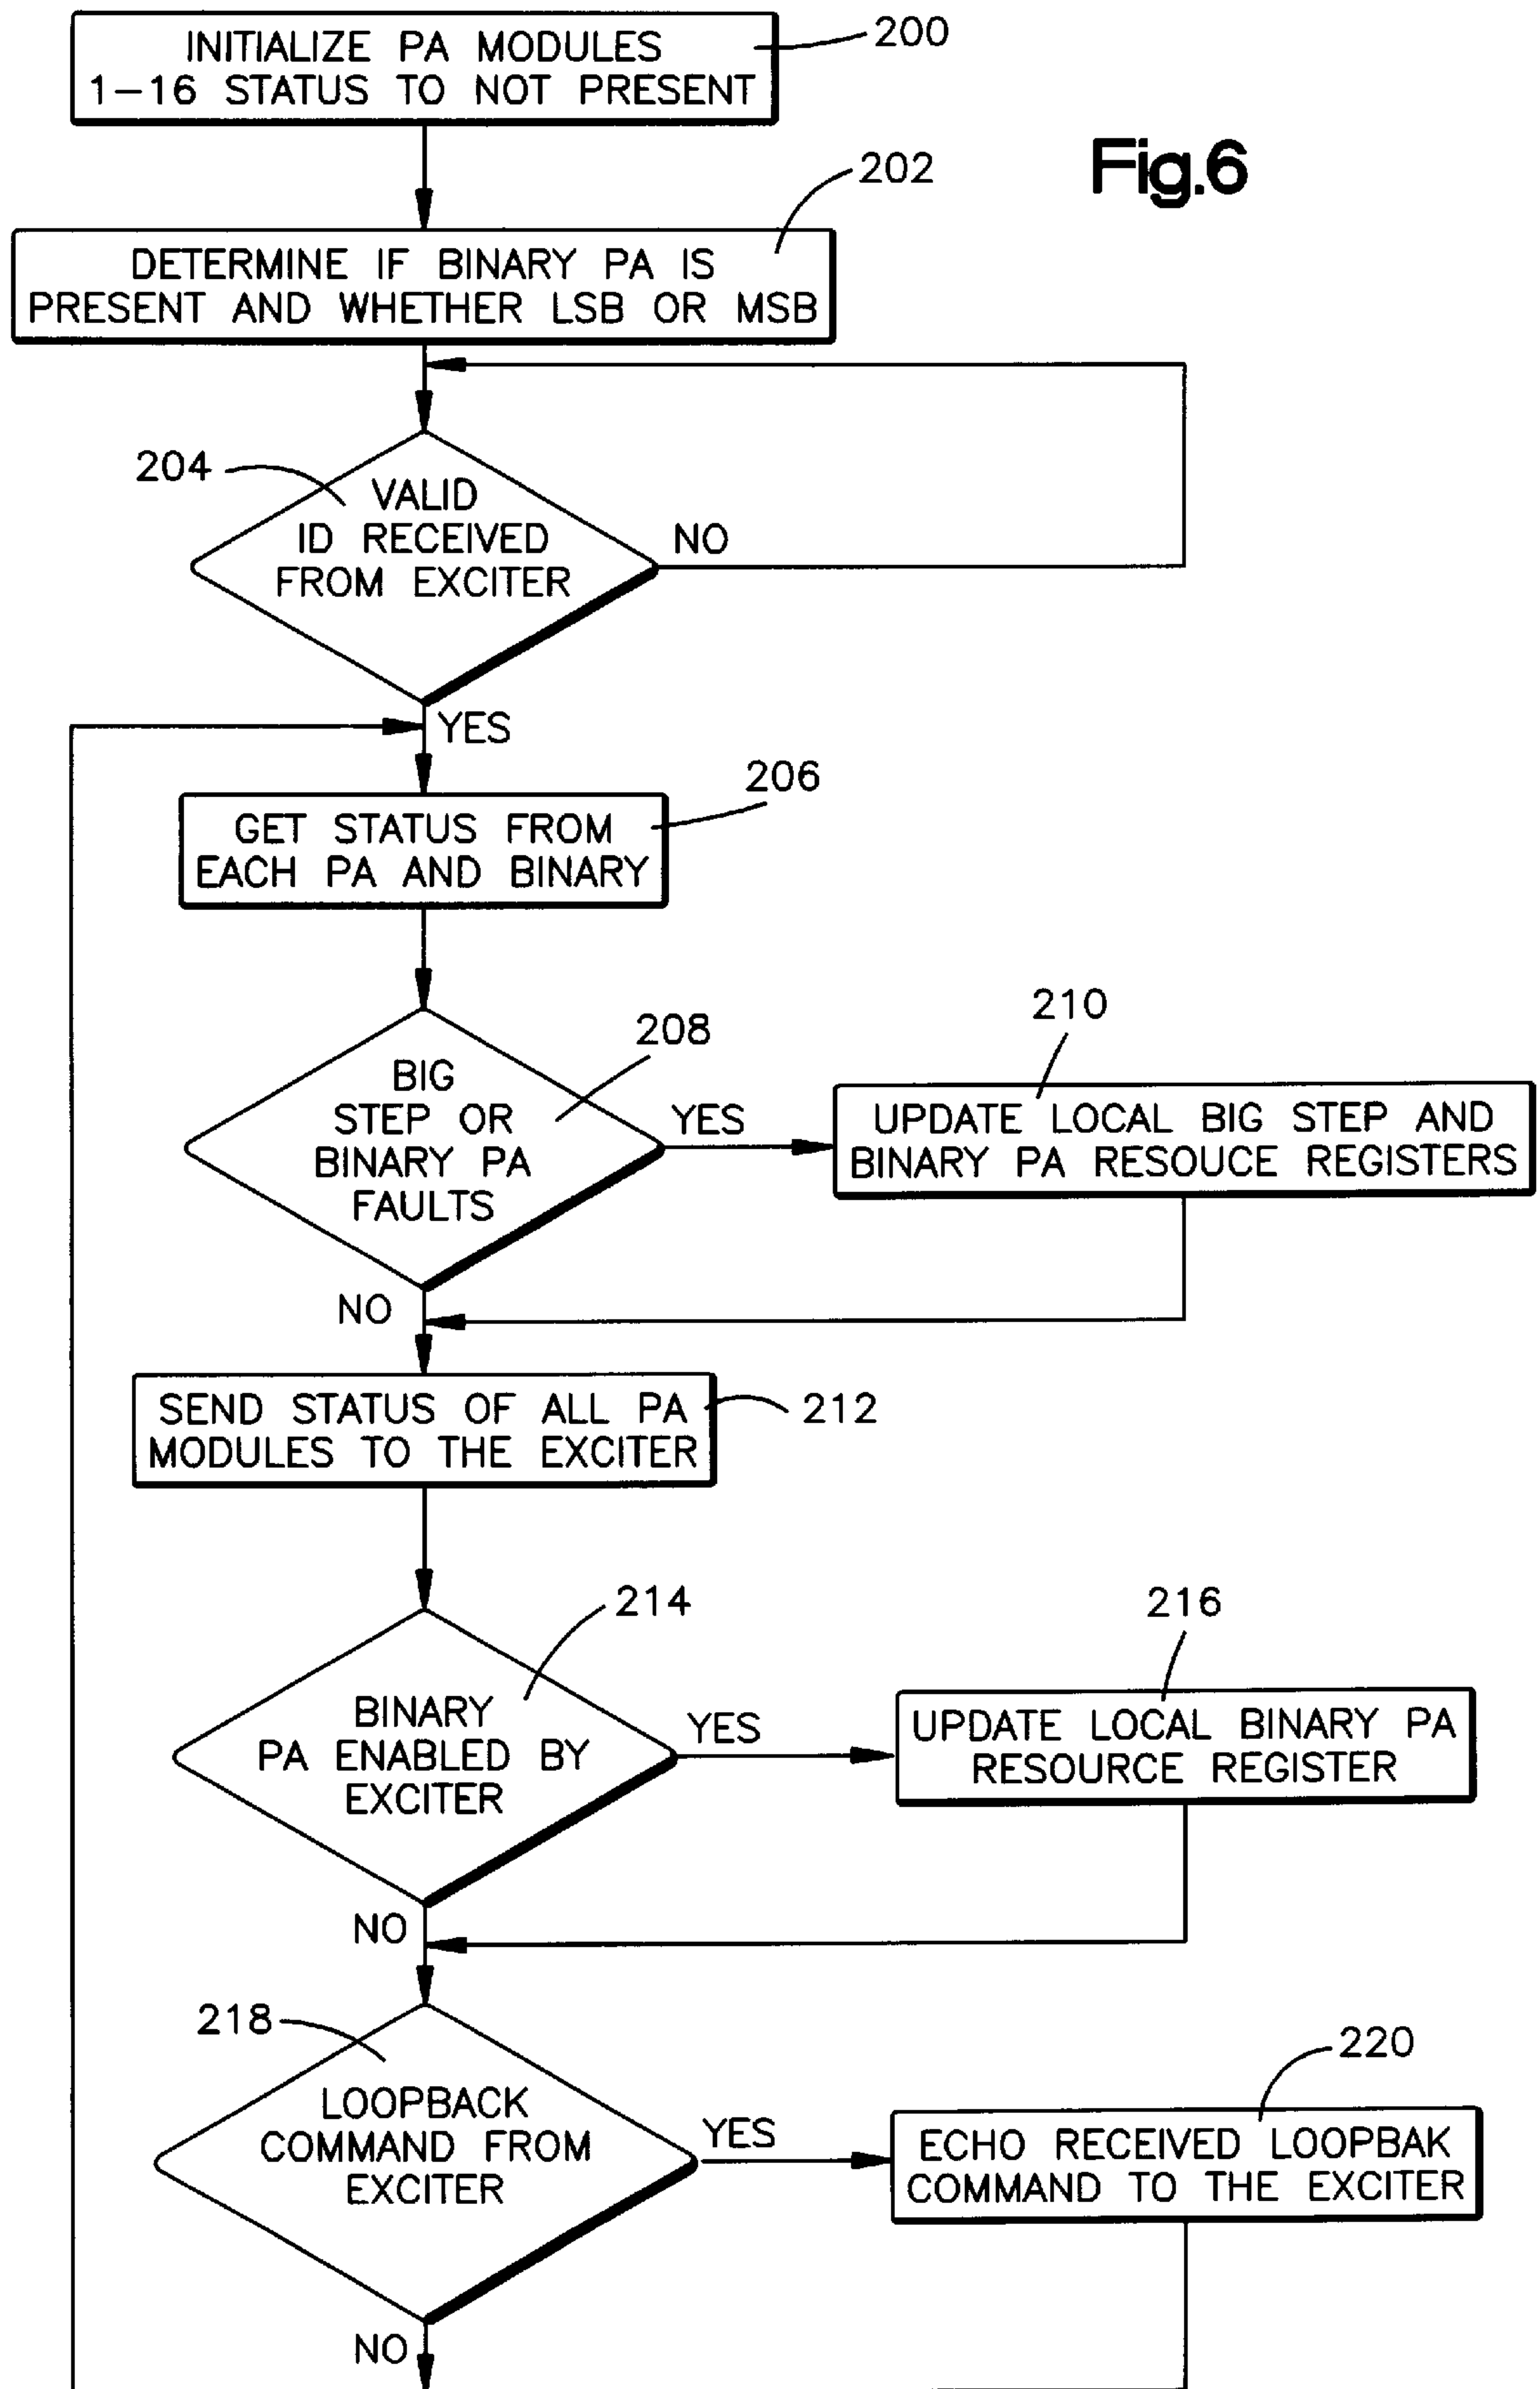 INITIALIZE PA MODULES
1-16 STATUS TO NOT PRESENT
200
Fig.6
202
DETERMINE IF BINARY PA IS
PRESENT AND WHETHER LSB OR MSB
204
VALID
ID RECEIVED
FROM EXCITER
NO
YES
206
GET STATUS FROM
EACH PA AND BINARY
208
BIG
STEP OR
BINARY PA
FAULTS
YES
210
UPDATE LOCAL BIG STEP AND
BINARY PA RESOUCE REGISTERS
NO
SEND STATUS OF ALL PA
MODULES TO THE EXCITER
212
214
BINARY
PA ENABLED BY
EXCITER
YES
216
UPDATE LOCAL BINARY PA
RESOURCE REGISTER
NO
218
LOOPBACK
COMMAND FROM
EXCITER
YES
220
ECHO RECEIVED LOOPBAK
COMMAND TO THE EXCITER
NO